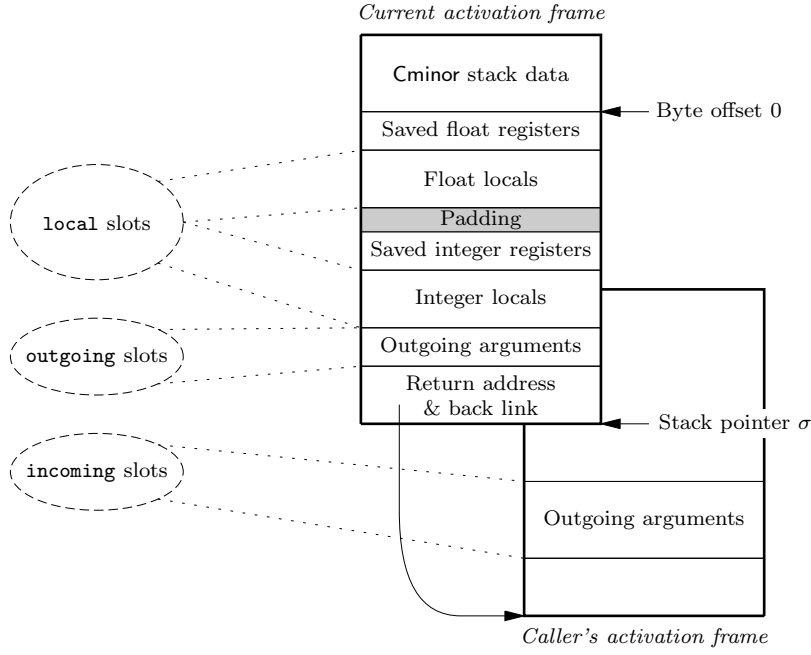 Current activation frame
Cminor stack data
Byte offset 0
Saved float registers
Float locals
local slots
Padding
Saved integer registers
Integer locals
Outgoing arguments
outgoing slots
Return address
& back link
Stack pointer σ
incoming slots
Outgoing arguments
Caller's activation frame